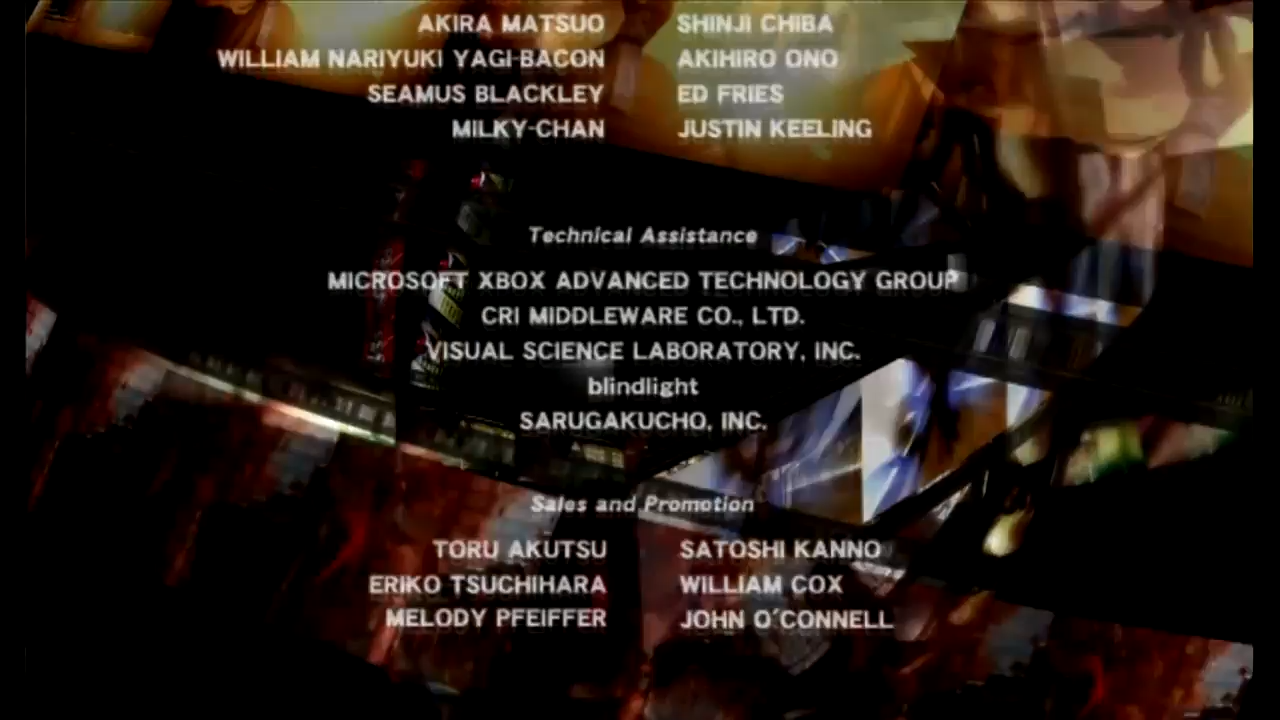 AKIRA MATSUO SHINJI CHIBA
WILLIAM NARIYUKI YAGI-BACON AKIHIRO ONO
SEAMUS BLACKLEY ED FRIES
MILKY-CHAN JUSTIN KEELING
Technical Assistance
MICROSOFT XBOX ADVANCED TECHNOLOGY GROUP
CRI MIDDLEWARE CO., LTD.
VISUAL SCIENCE LABORATORY, INC.
blindlight
SARUGAKUCHO, INC.
Sales and Promotion
TORU AKUTSU SATOSHI KANNO
ERIKO TSUCHIHARA WILLIAM COX
MELODY PFEIFFER JOHN O'CONNELL